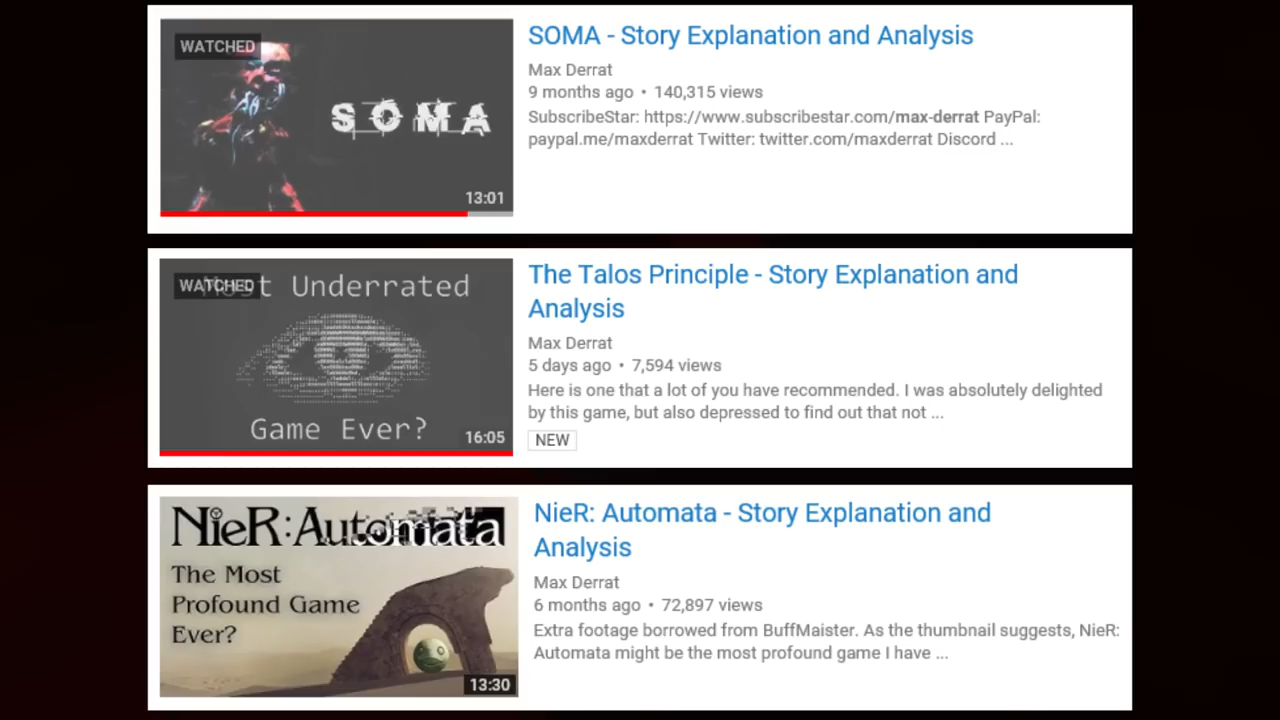 WATCHED
SOMA
13:01
SOMA - Story Explanation and Analysis
Max Derrat
9 months ago • 140,315 views
SubscribeStar: https://www.subscribestar.com/max-derrat PayPal:
paypal.me/maxderrat Twitter: twitter.com/maxderrat Discord ...
WATCHED
Most Underrated
Game Ever?
16:05
The Talos Principle - Story Explanation and
Analysis
Max Derrat
5 days ago • 7,594 views
Here is one that a lot of you have recommended. I was absolutely delighted
by this game, but also depressed to find out that not ...
NEW
NieR:Automata
The Most
Profound Game
Ever?
13:30
NieR: Automata - Story Explanation and
Analysis
Max Derrat
6 months ago • 72,897 views
Extra footage borrowed from BuffMaister. As the thumbnail suggests, NieR:
Automata might be the most profound game I have ...